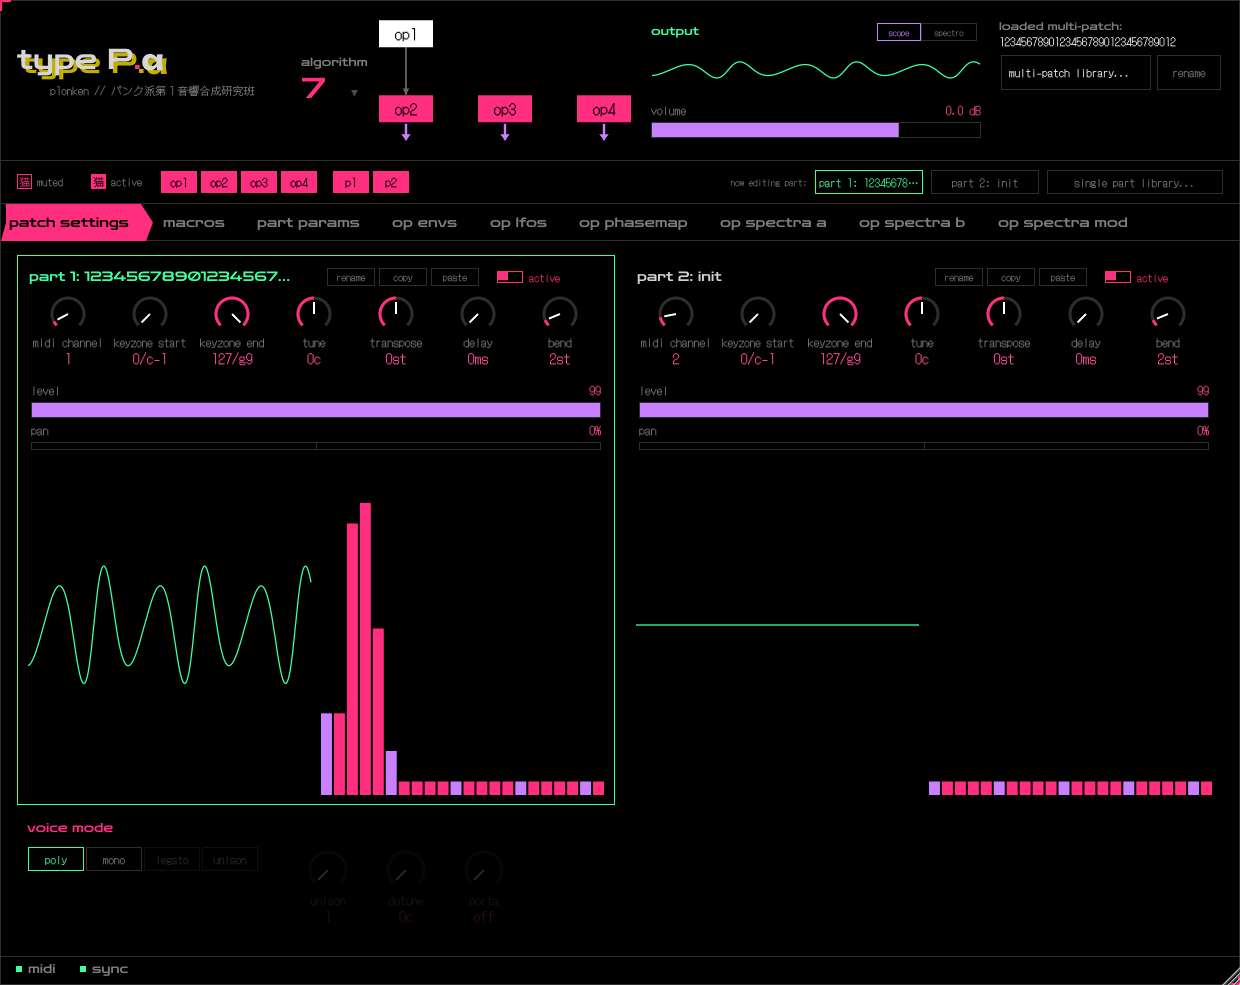 type P.a
plonken // パンク派第1音響合成研究班
algorithm
7
op1
op2
op3
op4
output
scope
spectro
volume
0.0 dB
loaded multi-patch:
12345678901234567890123456789012
multi-patch library...
rename
猫 muted
猫 active
op1
op2
op3
op4
p1
p2
now editing part:
part 1: 12345678...
part 2: init
single part library...
patch settings
macros
part params
op envs
op lfos
op phasemap
op spectra a
op spectra b
op spectra mod
part 1: 12345678901234567...
rename
copy
paste
active
midi channel
keyzone start
keyzone end
tune
transpose
delay
bend
1
0/c-1
127/g9
0c
0st
0ms
2st
level
99
pan
0%
part 2: init
rename
copy
paste
active
midi channel
keyzone start
keyzone end
tune
transpose
delay
bend
2
0/c-1
127/g9
0c
0st
0ms
2st
level
99
pan
0%
voice mode
poly
mono
legato
unison
unison
detune
porta
1
0c
off
midi
sync